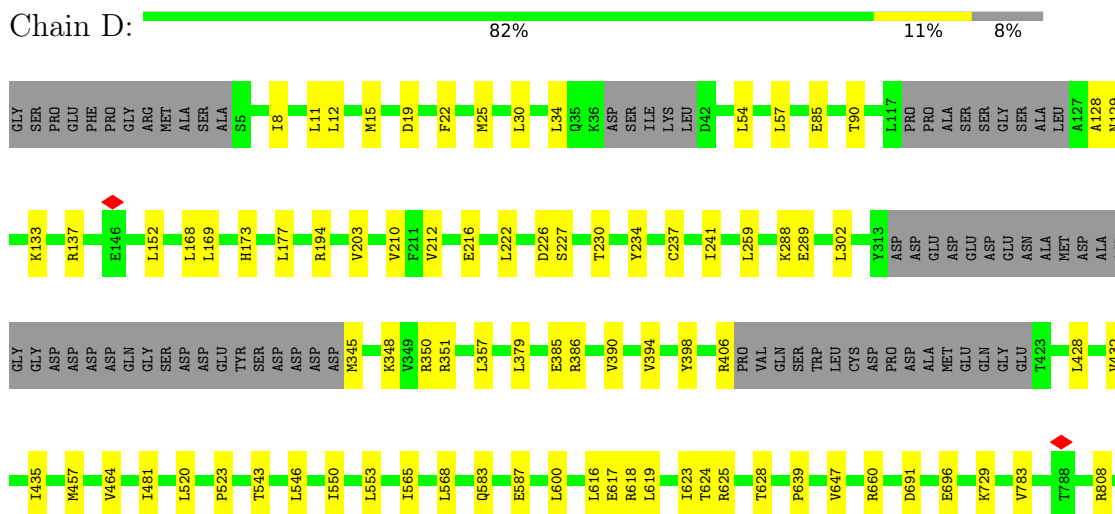 Chain D:
82% 11% 8%
GLY SER PRO GLU PHE PRO GLY ARG MET ALA SER ALA S5 I8 L11 L12 M15 D19 F22 M25 L30 L34 Q35 K36 ASP SER ILE LYS LEU D42 L54 L57 E85 T90 L117 PRO PRO ALA SER SER GLY SER ALA LEU A127 A128 N129
K133 R137 E146 L152 L168 L169 H173 L177 R194 V203 V210 F211 V212 E216 L222 D226 S227 T230 Y234 C237 I241 L259 K288 E289 L302 Y313 ASP ASP GLU ASP GLU ASP GLU ASN ALA MET ASP ASP ALA
GLY GLY ASP ASP ASP ASP ASP GLN GLY SER ASP ASP GLU TYR SER ASP ASP ASP ASP M345 K348 V349 R350 R351 L357 L379 E385 R386 V390 V394 Y398 R406 PRO VAL GLN SER TRP LEU CYS ASP PRO ASP ALA MET GLU GLN GLY GLU T423 L428 V432
I435 M457 V464 I481 L520 P523 T543 L546 I550 L553 I565 L568 Q583 E587 L600 L616 E617 R618 L619 I623 T624 R625 T628 P639 V647 R660 D691 E696 K729 V783 T788 R808